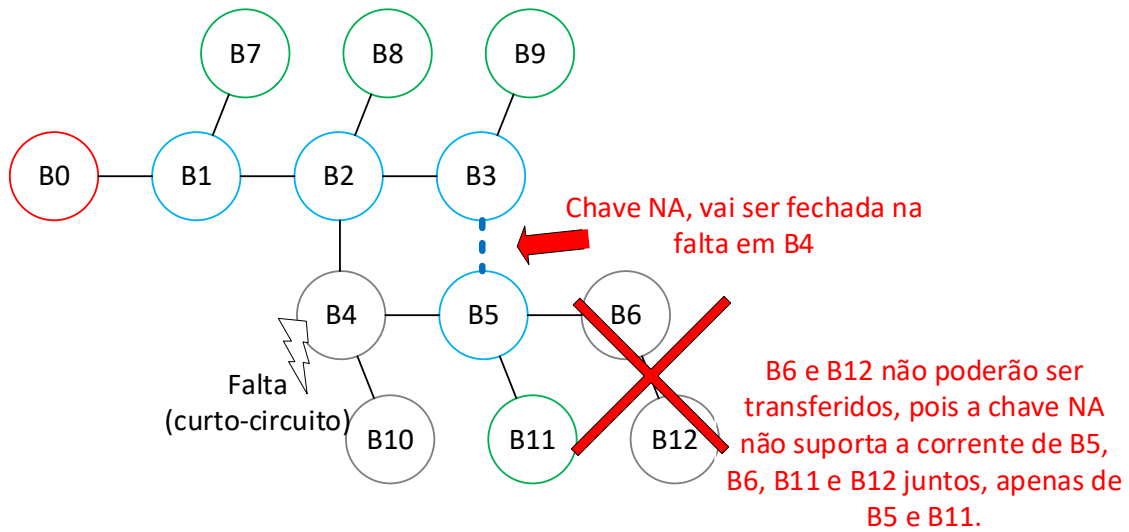 B7
B8
B9
B0
B1
B2
B3
Chave NA, vai ser fechada na
falta em B4
B4
B5
B6
Falta
(curto-circuito)
B10
B11
B12
B6 e B12 não poderão ser
transferidos, pois a chave NA
não suporta a corrente de B5,
B6, B11 e B12 juntos, apenas de
B5 e B11.